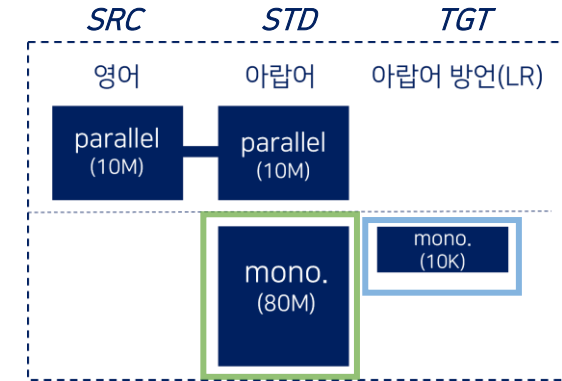 SRC STD TGT
영어 아랍어 아랍어 방언(LR)
parallel parallel
(10M) (10M)
mono. mono.
(80M) (10K)